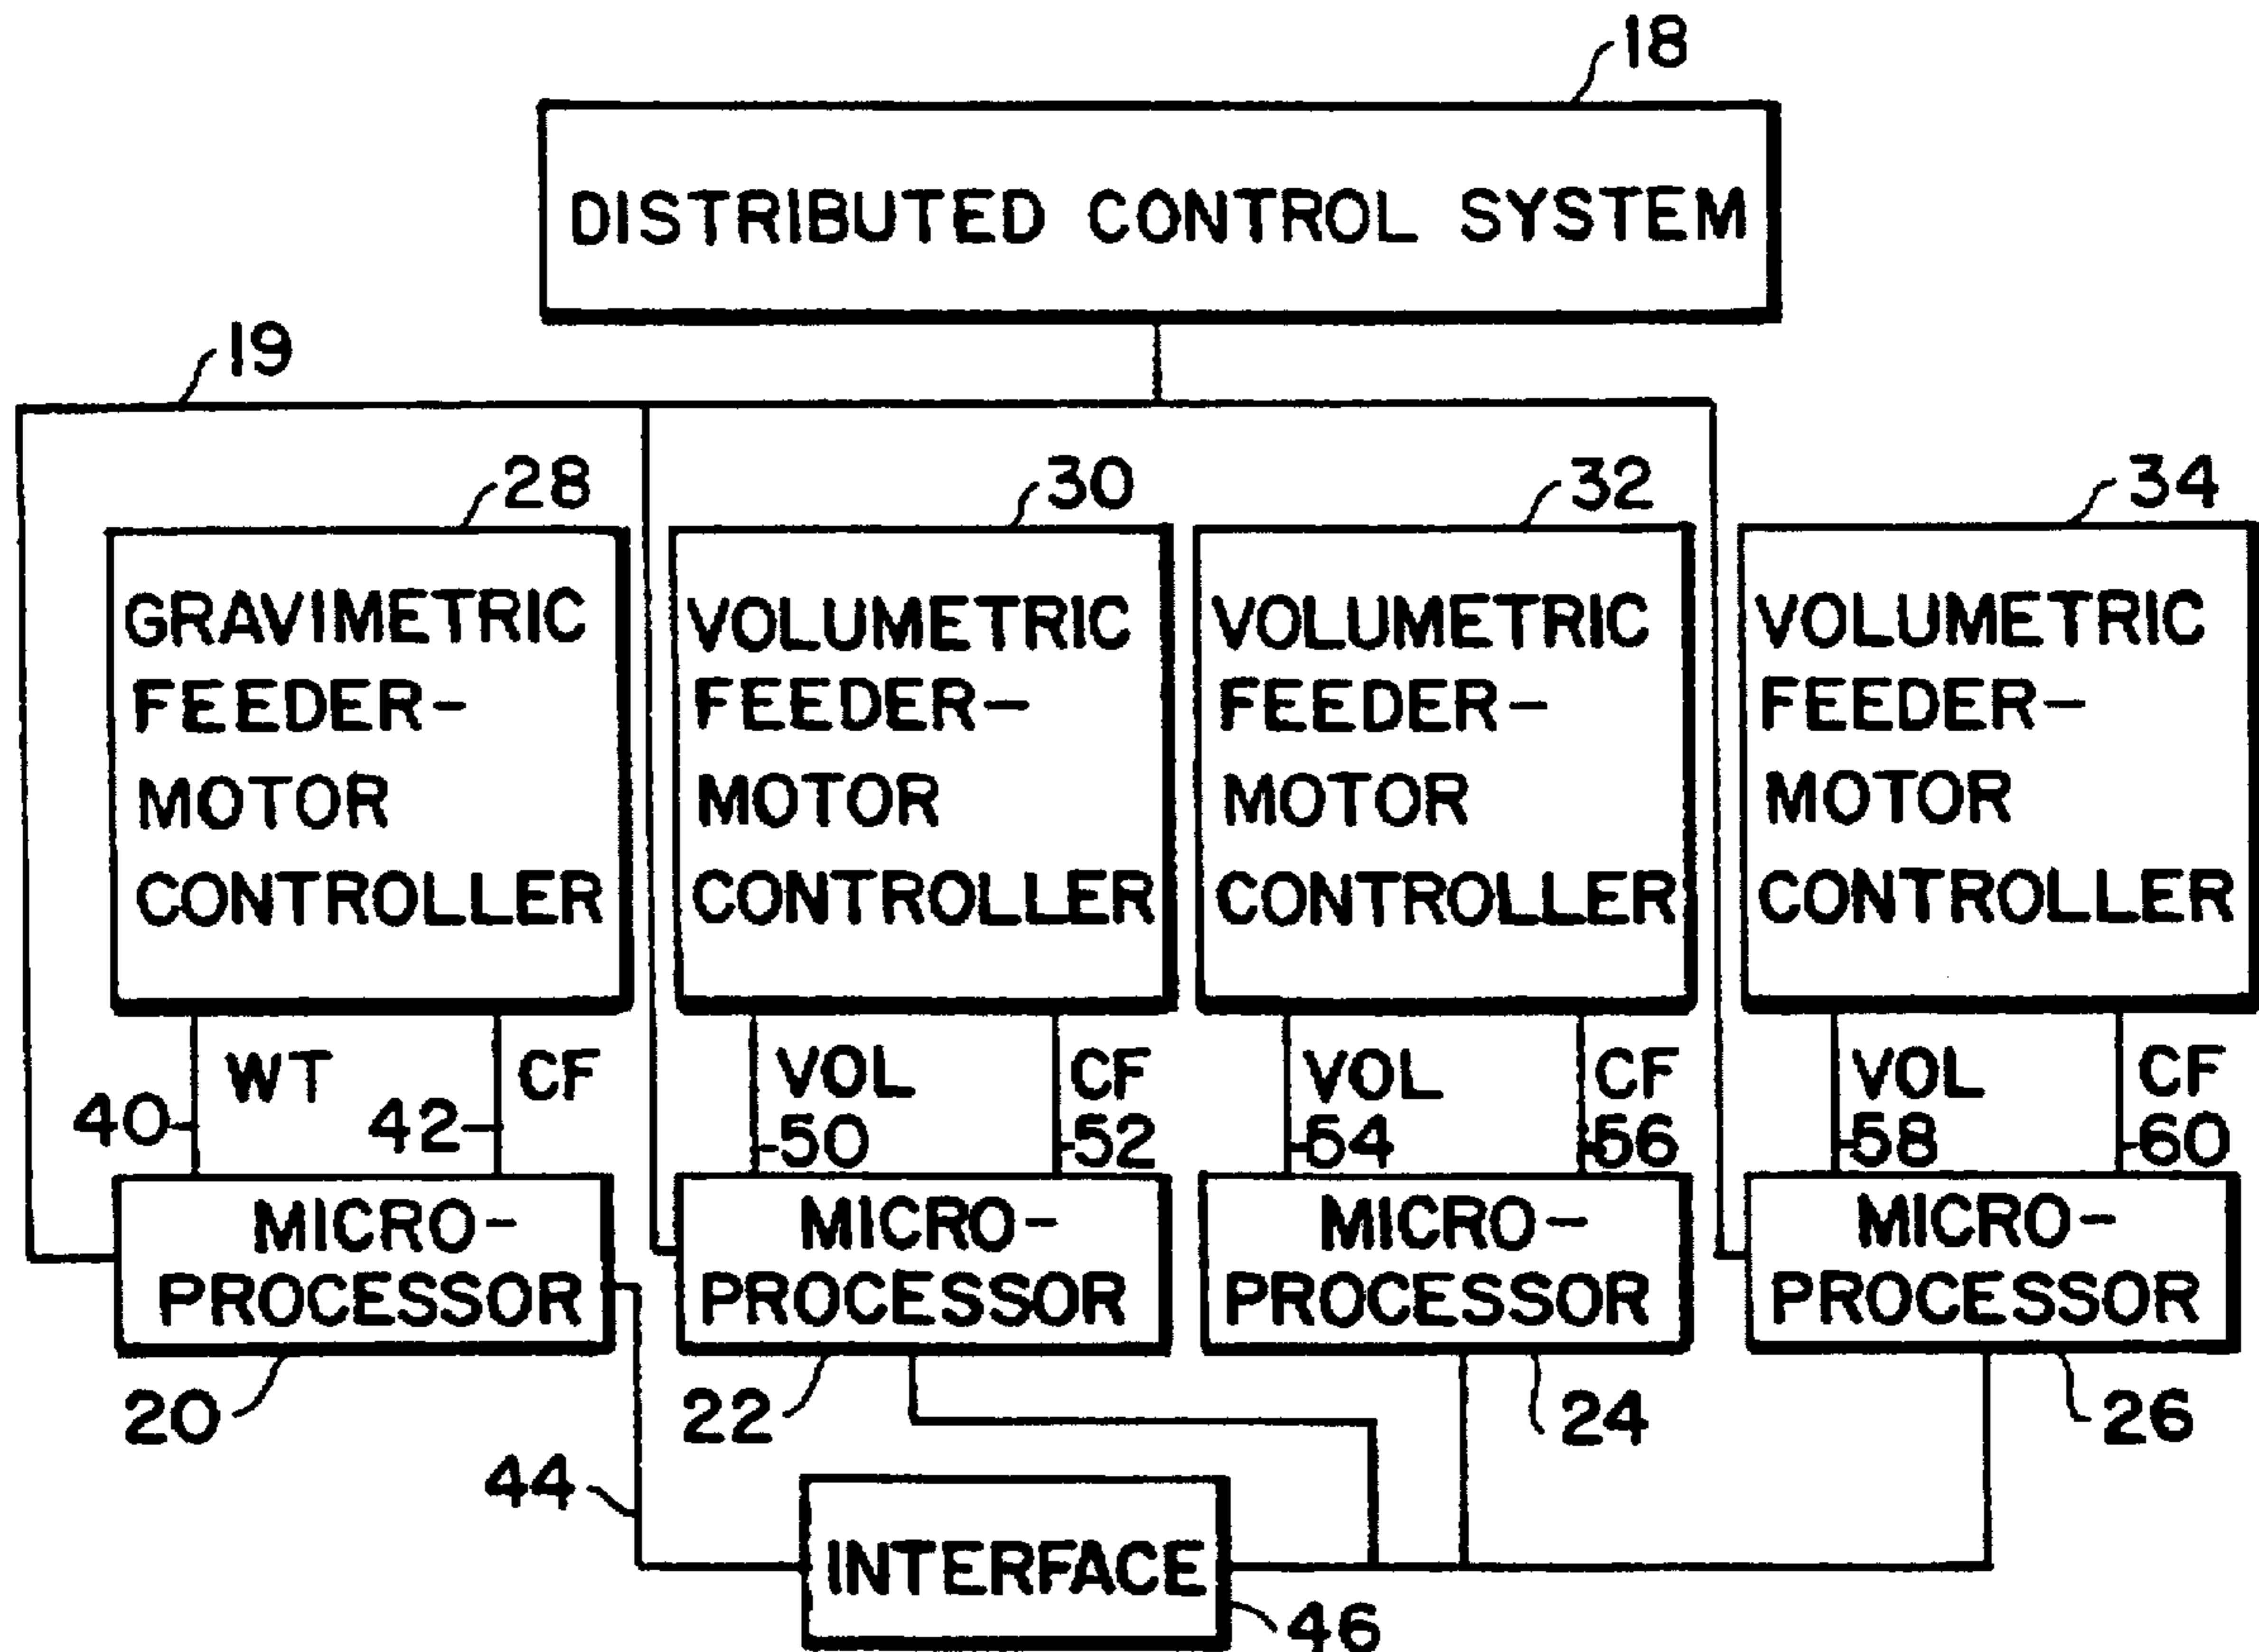 18
DISTRIBUTED CONTROL SYSTEM
19
28
30
32
34
GRAVIMETRIC
FEEDER-
MOTOR
CONTROLLER
VOLUMETRIC
FEEDER-
MOTOR
CONTROLLER
VOLUMETRIC
FEEDER-
MOTOR
CONTROLLER
VOLUMETRIC
FEEDER-
MOTOR
CONTROLLER
WT
CF
VOL
CF
VOL
CF
VOL
CF
40
42
50
52
54
56
58
60
MICRO-
PROCESSOR
MICRO-
PROCESSOR
MICRO-
PROCESSOR
MICRO-
PROCESSOR
20
22
24
26
44
INTERFACE
46